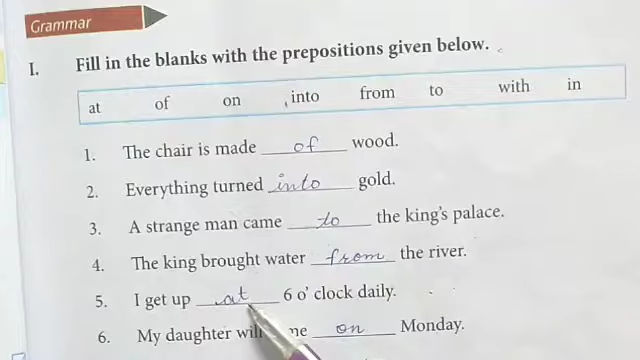 Grammar
I. Fill in the blanks with the prepositions given below.
at of on into from to with in
1. The chair is made of wood.
2. Everything turned into gold.
3. A strange man came to the king's palace.
4. The king brought water from the river.
5. I get up at 6 o' clock daily.
6. My daughter will on Monday.